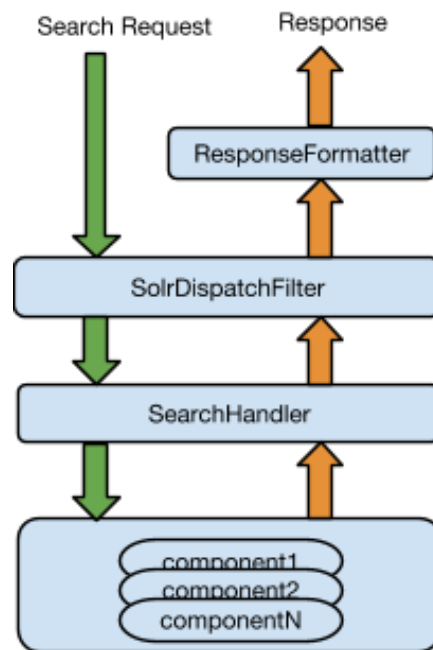 Search Request
Response
ResponseFormatter
SolrDispatchFilter
SearchHandler
component1
component2
componentN